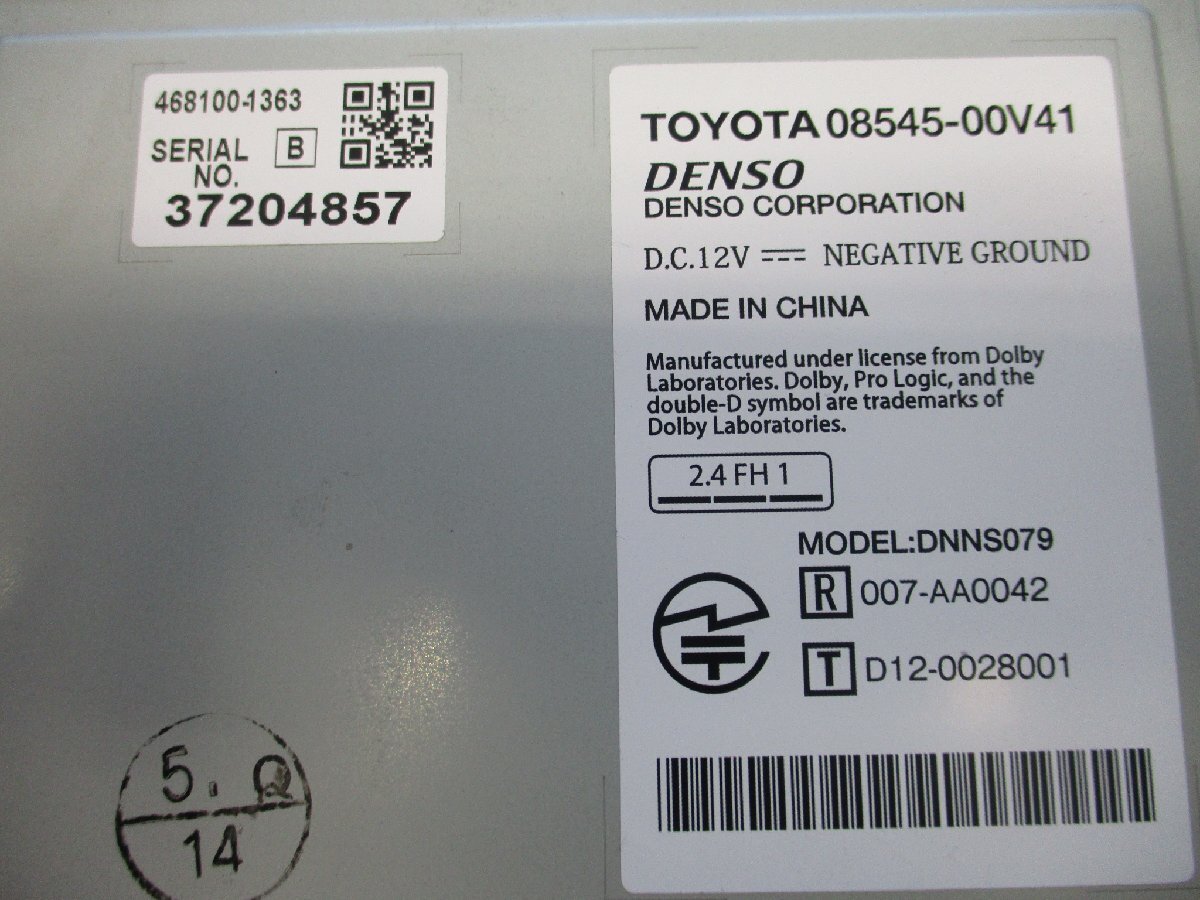 468100-1363
SERIAL NO. B
37204857
TOYOTA 08545-00V41
DENSO
DENSO CORPORATION
D.C.12V NEGATIVE GROUND
MADE IN CHINA
Manufactured under license from Dolby
Laboratories. Dolby, Pro Logic, and the
double-D symbol are trademarks of
Dolby Laboratories.
2.4 FH 1
MODEL:DNNS079
R 007-AA0042
T D12-0028001
5. Q
14